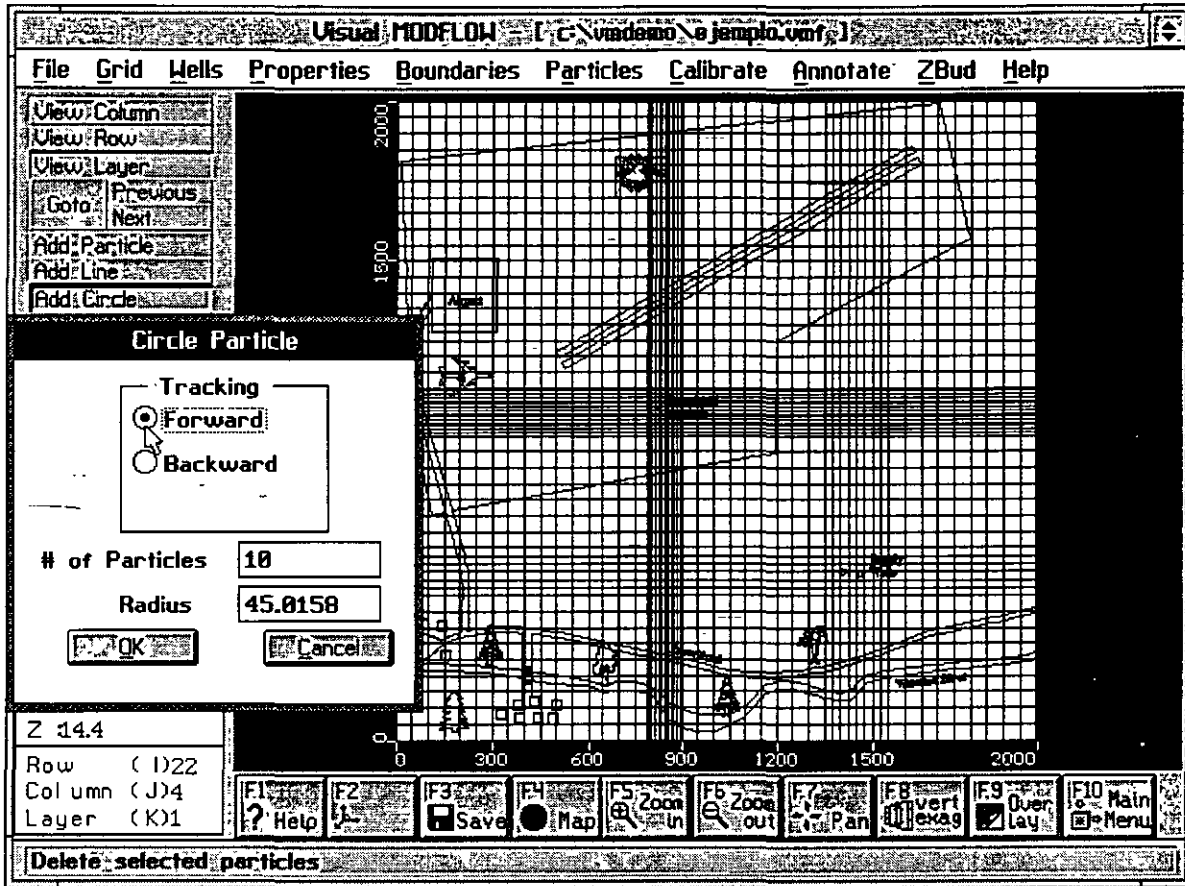 Visual MODFLOW - [ c:\vmdemo\ejemplo.vmf ]
File Grid Wells Properties Boundaries Particles Calibrate Annotate ZBud Help
View Column
View Row
View Layer
Goto Previous
Next
Add Particle
Add Line
Add Circle
Circle Particle
Tracking
Forward
Backward
# of Particles 10
Radius 45.0158
OK Cancel
2000
1500
0
0 300 600 900 1200 1500 2000
Z :14.4
Row (I)22
Column (J)4
Layer (K)1
F1 ? Help
F2
F3 Save
F4 Map
F5 Zoom in
F6 Zoom out
F7 Pan
F8 vert exag
F9 Over lay
F10 Main Menu
Delete selected particles